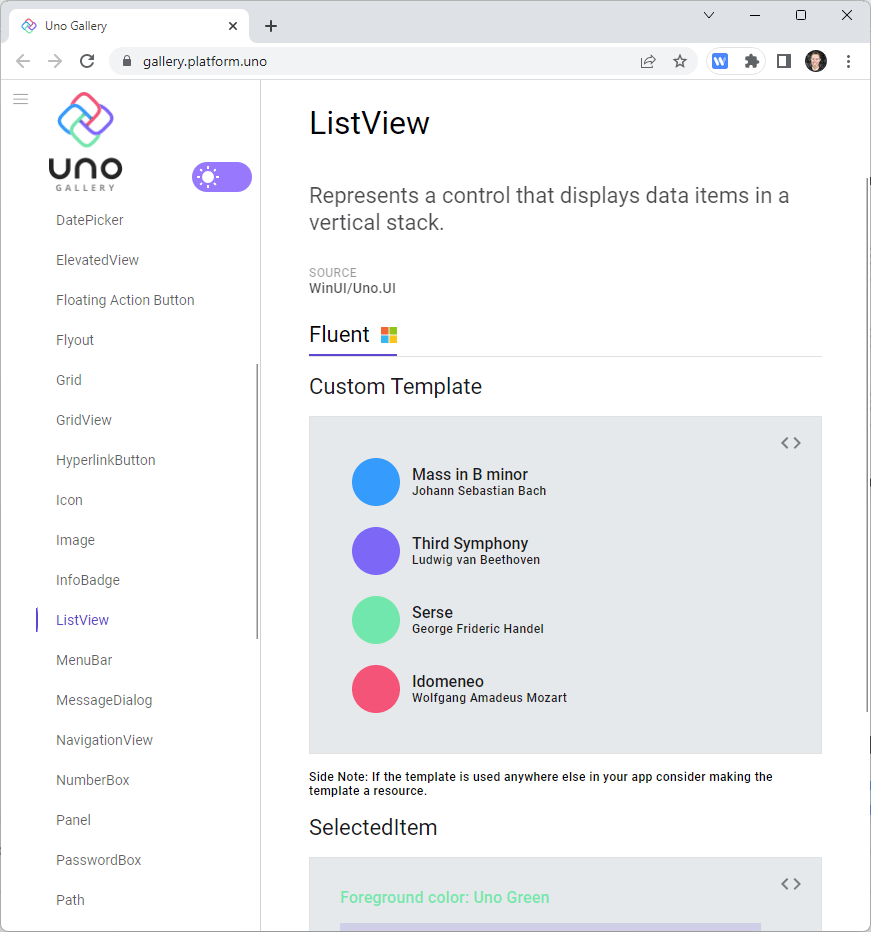 Uno Gallery
gallery.platform.uno
W
uno
GALLERY
DatePicker
ElevatedView
Floating Action Button
Flyout
Grid
GridView
HyperlinkButton
Icon
Image
InfoBadge
ListView
MenuBar
MessageDialog
NavigationView
NumberBox
Panel
PasswordBox
Path
ListView
Represents a control that displays data items in a
vertical stack.
SOURCE
WinUI/Uno.UI
Fluent
Custom Template
Mass in B minor
Johann Sebastian Bach
Third Symphony
Ludwig van Beethoven
Serse
George Frideric Handel
Idomeneo
Wolfgang Amadeus Mozart
Side Note: If the template is used anywhere else in your app consider making the
template a resource.
SelectedItem
Foreground color: Uno Green